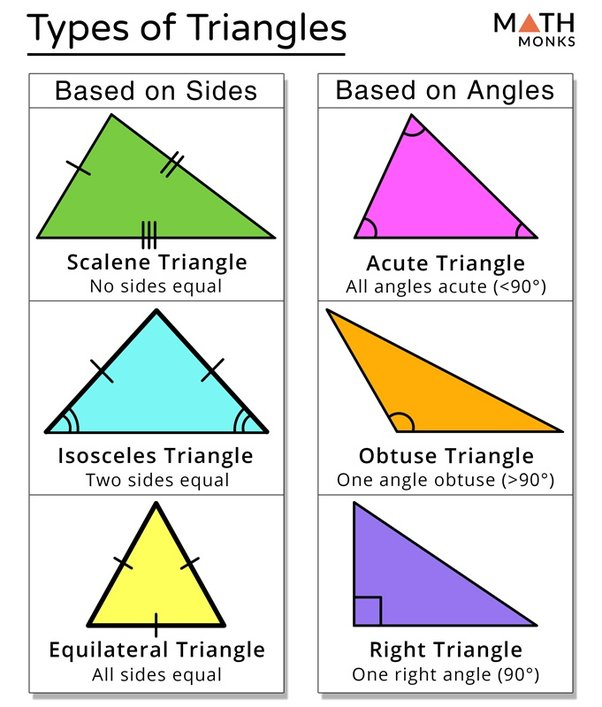 Types of Triangles
MATH
MONKS
Based on Sides
Scalene Triangle
No sides equal
Isosceles Triangle
Two sides equal
Equilateral Triangle
All sides equal
Based on Angles
Acute Triangle
All angles acute (<90°)
Obtuse Triangle
One angle obtuse (>90°)
Right Triangle
One right angle (90°)